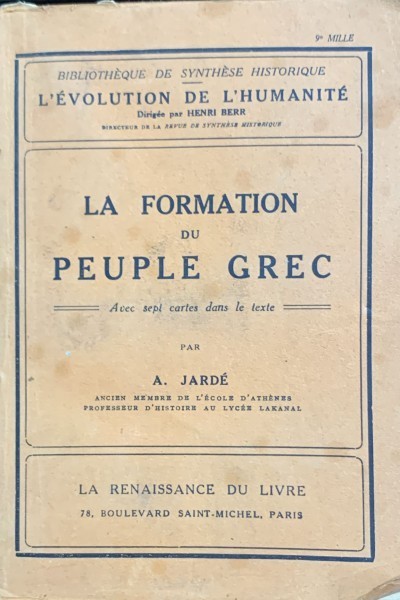 9e MILLE
BIBLIOTHÈQUE DE SYNTHÈSE HISTORIQUE
L'ÉVOLUTION DE L'HUMANITÉ
Dirigée par HENRI BERR
DIRECTEUR DE LA REVUE DE SYNTHÈSE HISTORIQUE
LA FORMATION
DU
PEUPLE GREC
Avec sept cartes dans le texte
PAR
A. JARDÉ
ANCIEN MEMBRE DE L'ÉCOLE D'ATHÈNES
PROFESSEUR D'HISTOIRE AU LYCÉE LAKANAL
LA RENAISSANCE DU LIVRE
78, BOULEVARD SAINT-MICHEL, PARIS